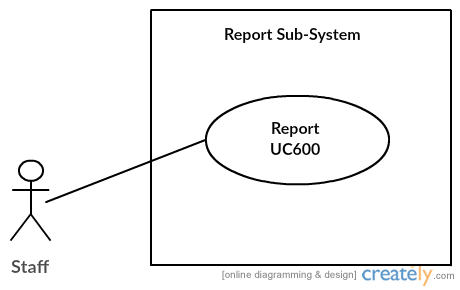 Report Sub-System
Report
UC600
Staff
[online diagramming & design] creately.com